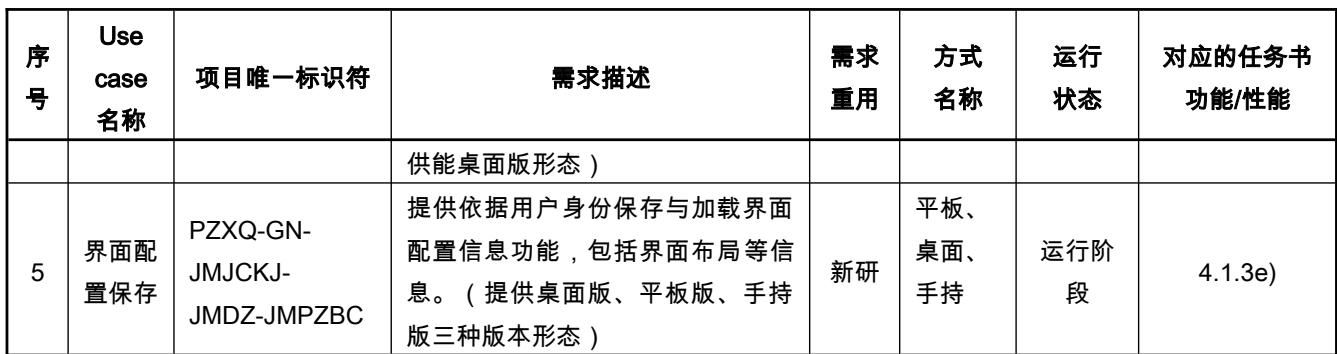 序号
Use case 名称
项目唯一标识符
需求描述
需求重用
方式名称
运行状态
对应的任务书功能/性能
供能桌面版形态）
5
界面配置保存
PZXQ-GN-
JMJCKJ-
JMDZ-JMPZBC
提供依据用户身份保存与加载界面
配置信息功能，包括界面布局等信
息。（提供桌面版、平板版、手持
版三种版本形态）
新研
平板、
桌面、
手持
运行阶段
4.1.3e)